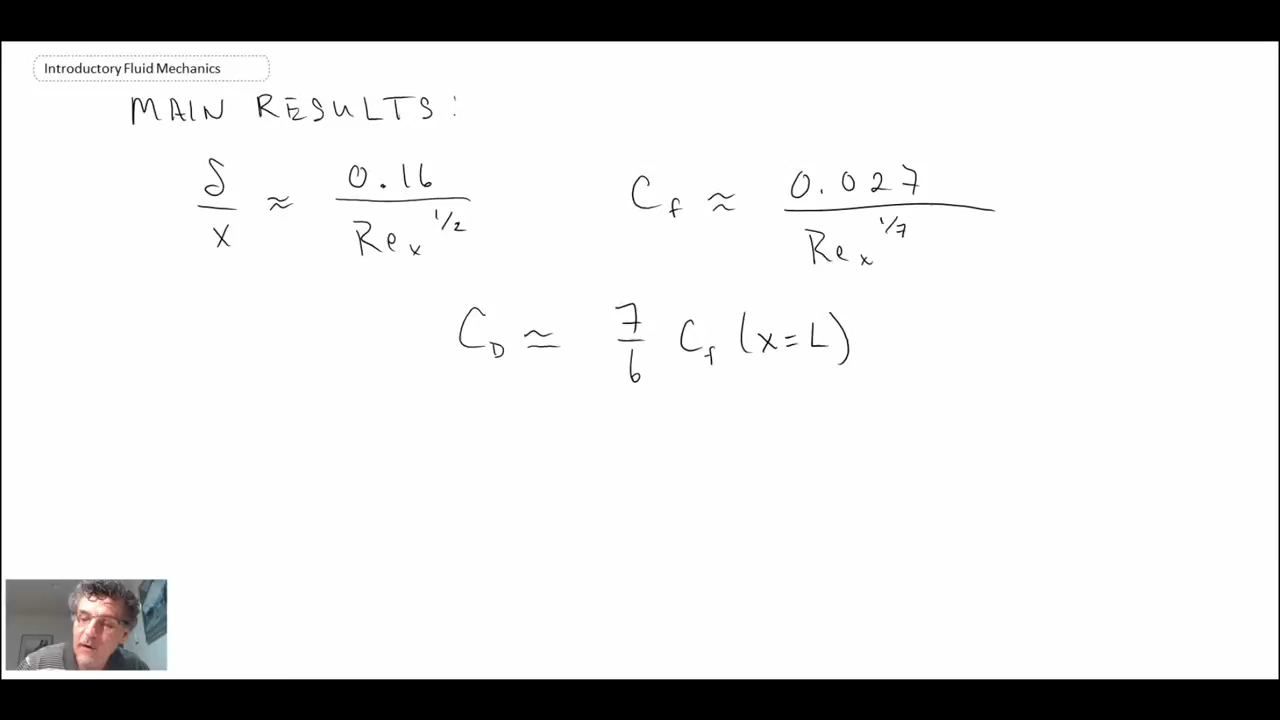 Introductory Fluid Mechanics
MAIN RESULTS:
δ/x ≈ 0.16/Re_x^1/2    C_f ≈ 0.027/Re_x^1/7
C_D ≃ 7/6 C_f (x=L)